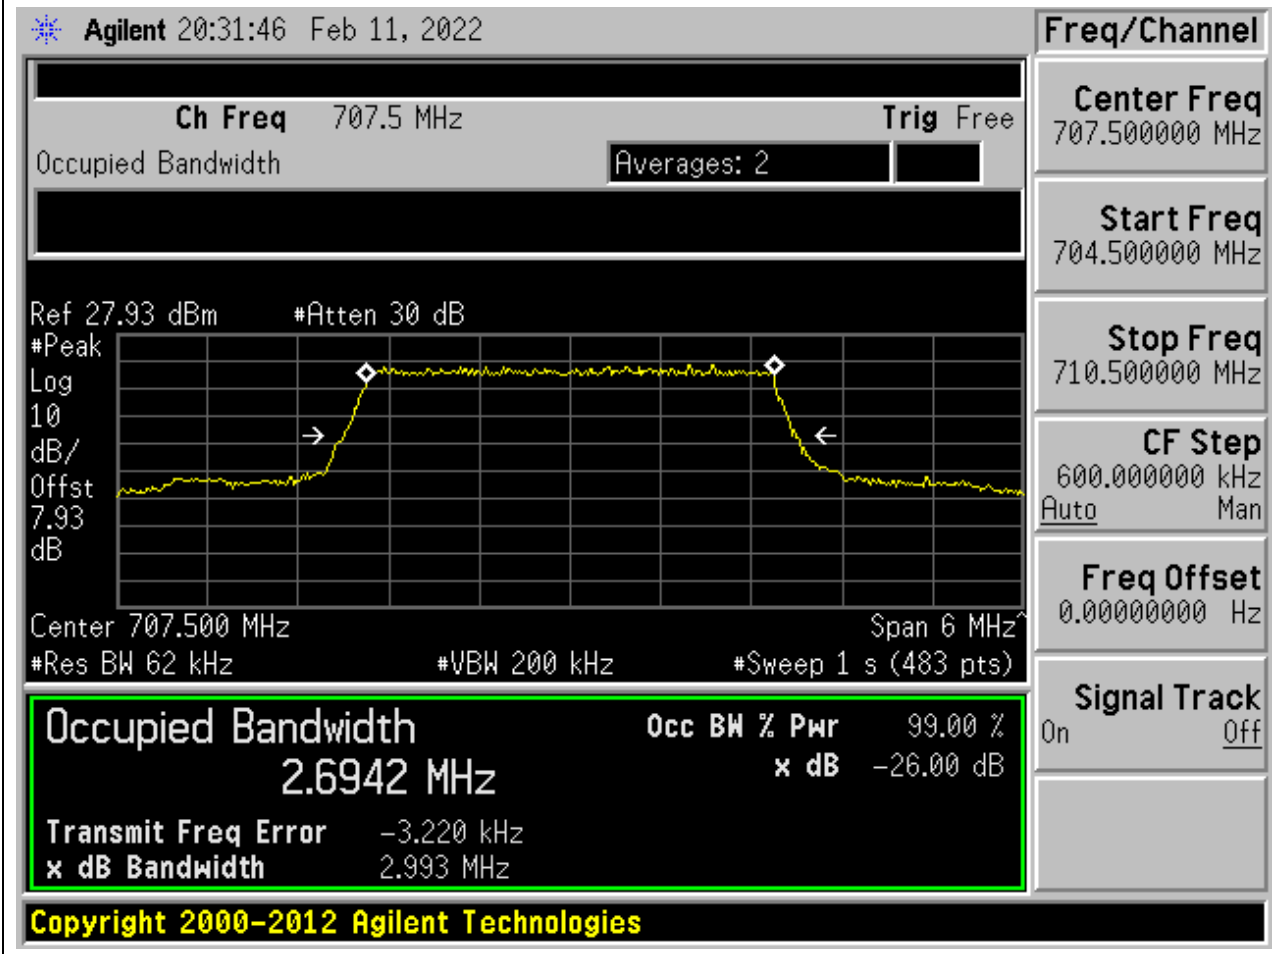 Agilent 20:31:46 Feb 11, 2022
Freq/Channel
Ch Freq 707.5 MHz Trig Free
Occupied Bandwidth Averages: 2
Ref 27.93 dBm #Atten 30 dB
#Peak
Log
10
dB/
Offst
7.93
dB
Center 707.500 MHz Span 6 MHz^
#Res BW 62 kHz #VBW 200 kHz #Sweep 1 s (483 pts)
Occupied Bandwidth Occ BW % Pwr 99.00 %
2.6942 MHz x dB -26.00 dB
Transmit Freq Error -3.220 kHz
x dB Bandwidth 2.993 MHz
Center Freq
707.500000 MHz
Start Freq
704.500000 MHz
Stop Freq
710.500000 MHz
CF Step
600.000000 kHz
Auto Man
Freq Offset
0.00000000 Hz
Signal Track
On Off
Copyright 2000-2012 Agilent Technologies